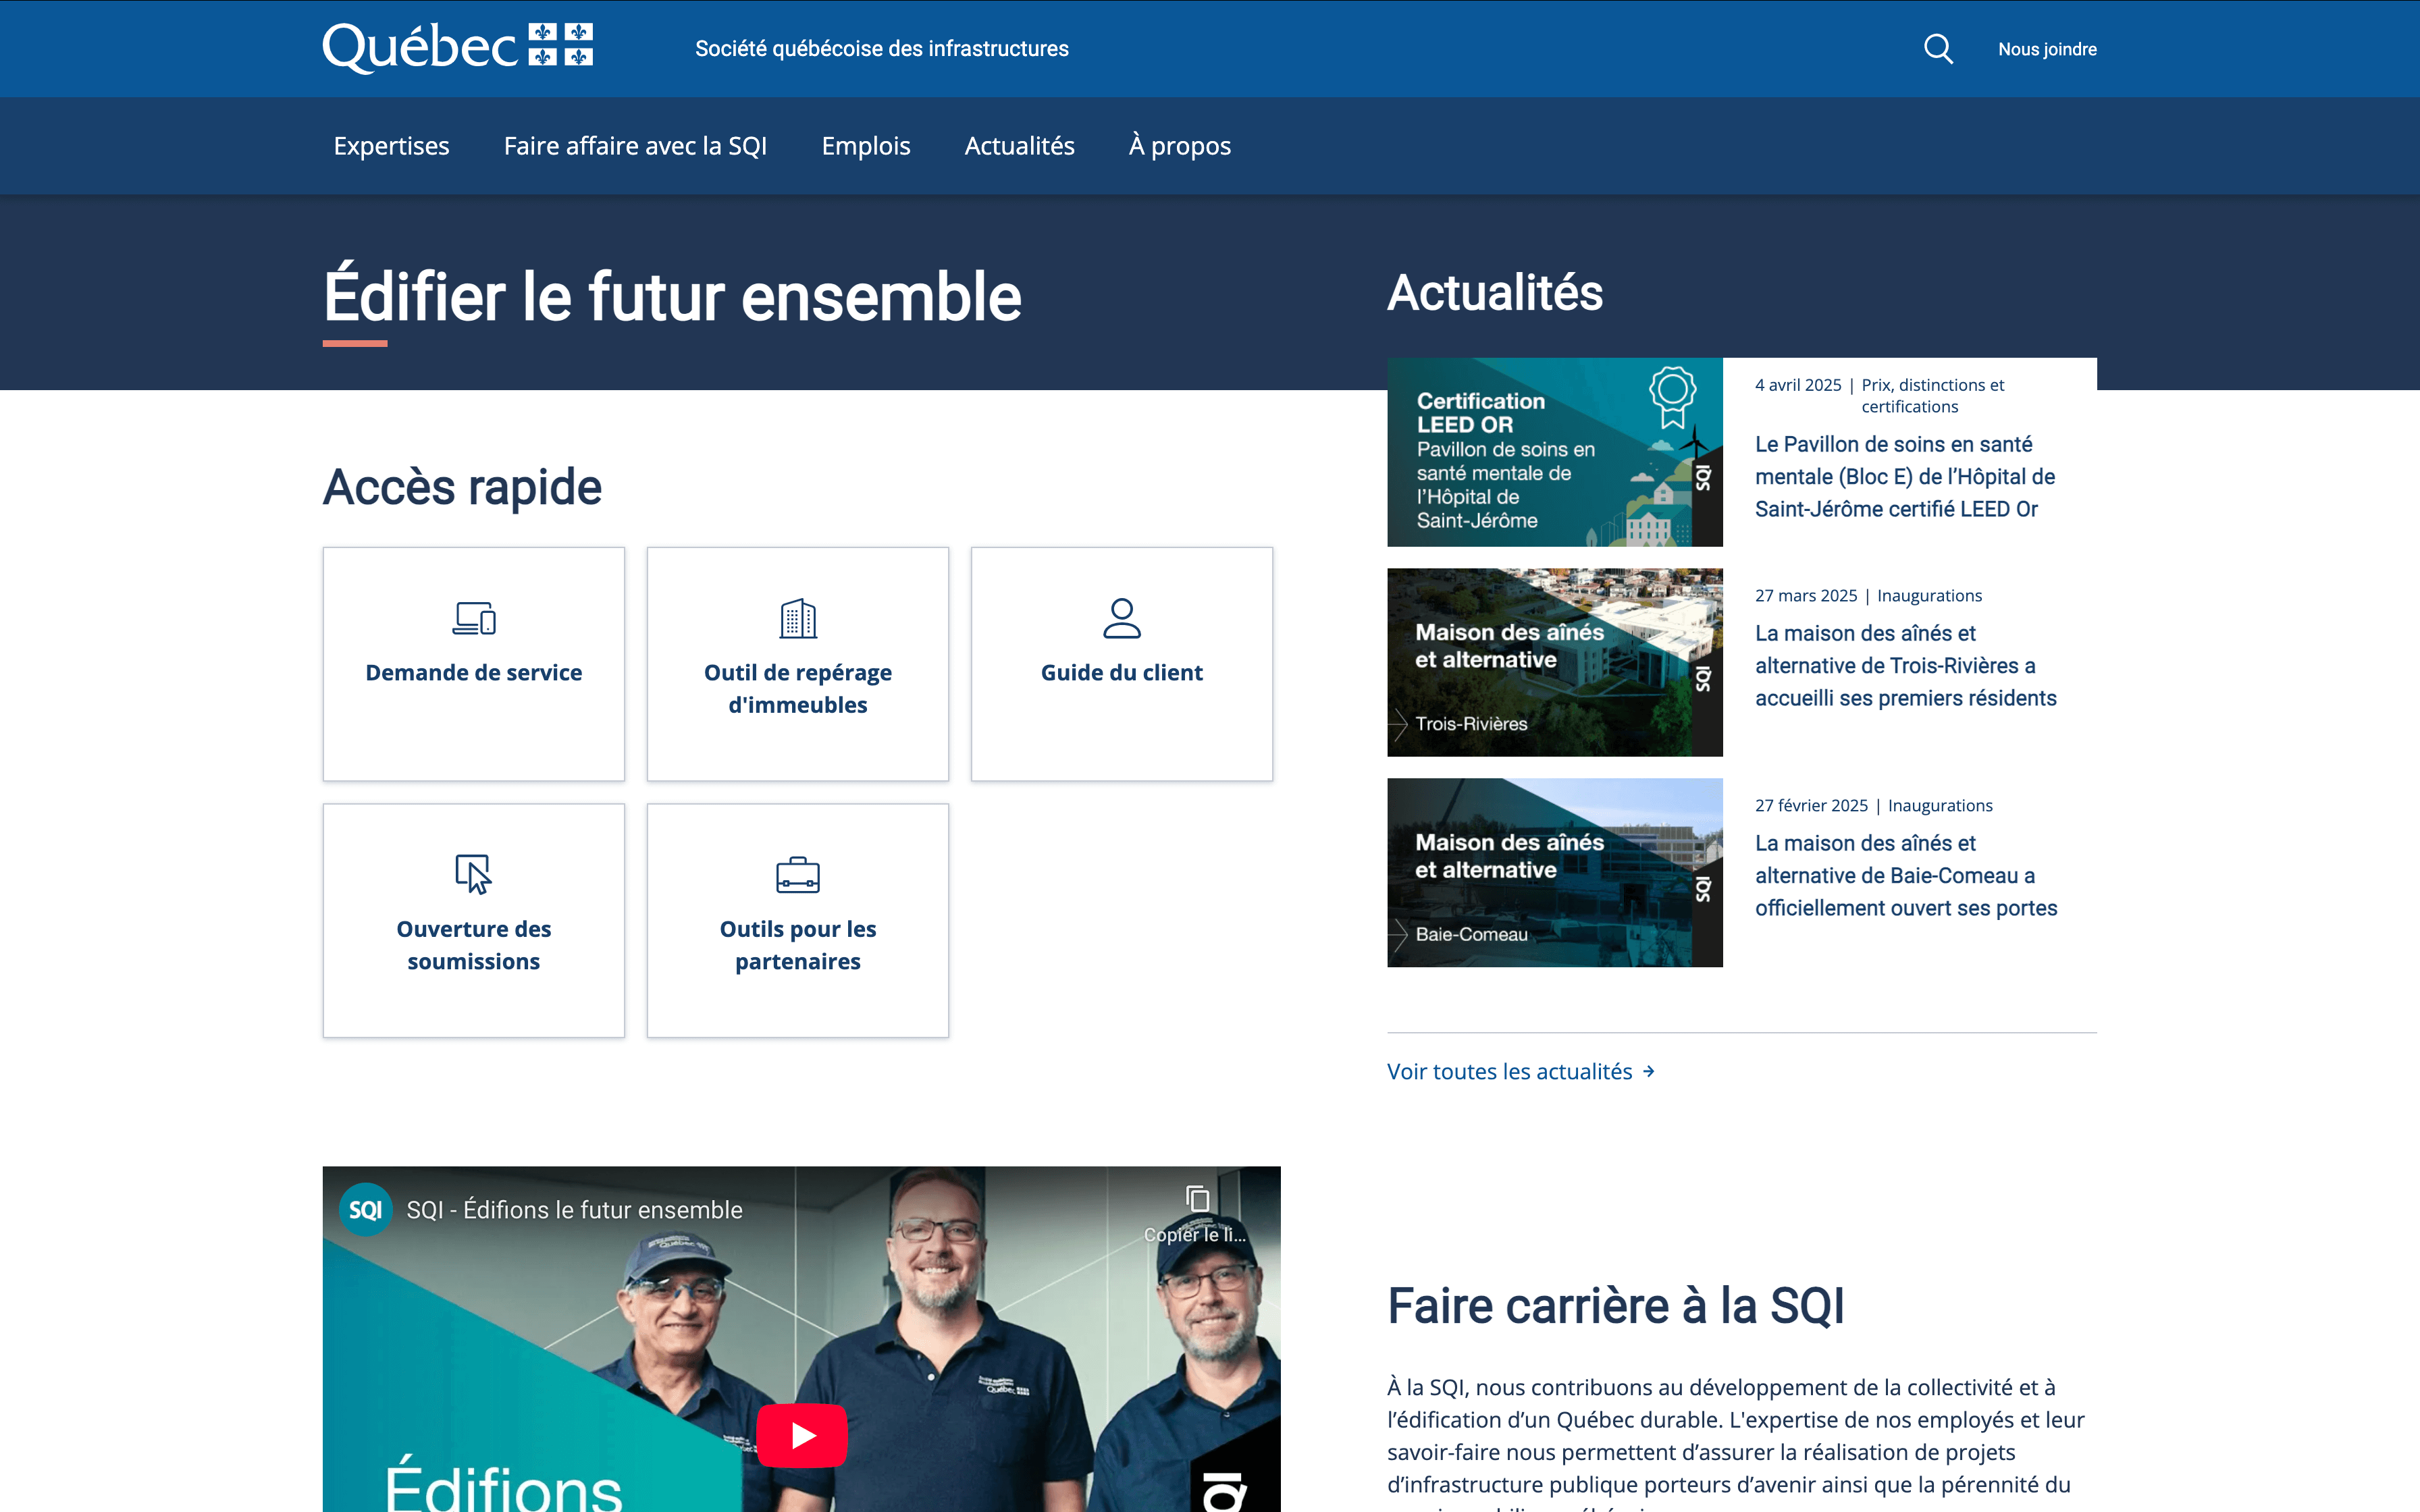 Québec
Société québécoise des infrastructures
Nous joindre
Expertises
Faire affaire avec la SQI
Emplois
Actualités
À propos
Édifier le futur ensemble
Accès rapide
Demande de service
Outil de repérage
d'immeubles
Guide du client
Ouverture des
soumissions
Outils pour les
partenaires
Actualités
Certification
LEED OR
Pavillon de soins en
santé mentale de
l’Hôpital de
Saint-Jérôme
SQI
4 avril 2025 | Prix, distinctions et
certifications
Le Pavillon de soins en santé
mentale (Bloc E) de l’Hôpital de
Saint-Jérôme certifié LEED Or
Maison des aînés
et alternative
Trois-Rivières
SQI
27 mars 2025 | Inaugurations
La maison des aînés et
alternative de Trois-Rivières a
accueilli ses premiers résidents
Maison des aînés
et alternative
Baie-Comeau
SQI
27 février 2025 | Inaugurations
La maison des aînés et
alternative de Baie-Comeau a
officiellement ouvert ses portes
Voir toutes les actualités
SQI
SQI - Édifions le futur ensemble
Copier le li...
Québec
Québec
Édifions
Faire carrière à la SQI
À la SQI, nous contribuons au développement de la collectivité et à
l’édification d’un Québec durable. L'expertise de nos employés et leur
savoir-faire nous permettent d’assurer la réalisation de projets
d’infrastructure publique porteurs d’avenir ainsi que la pérennité du